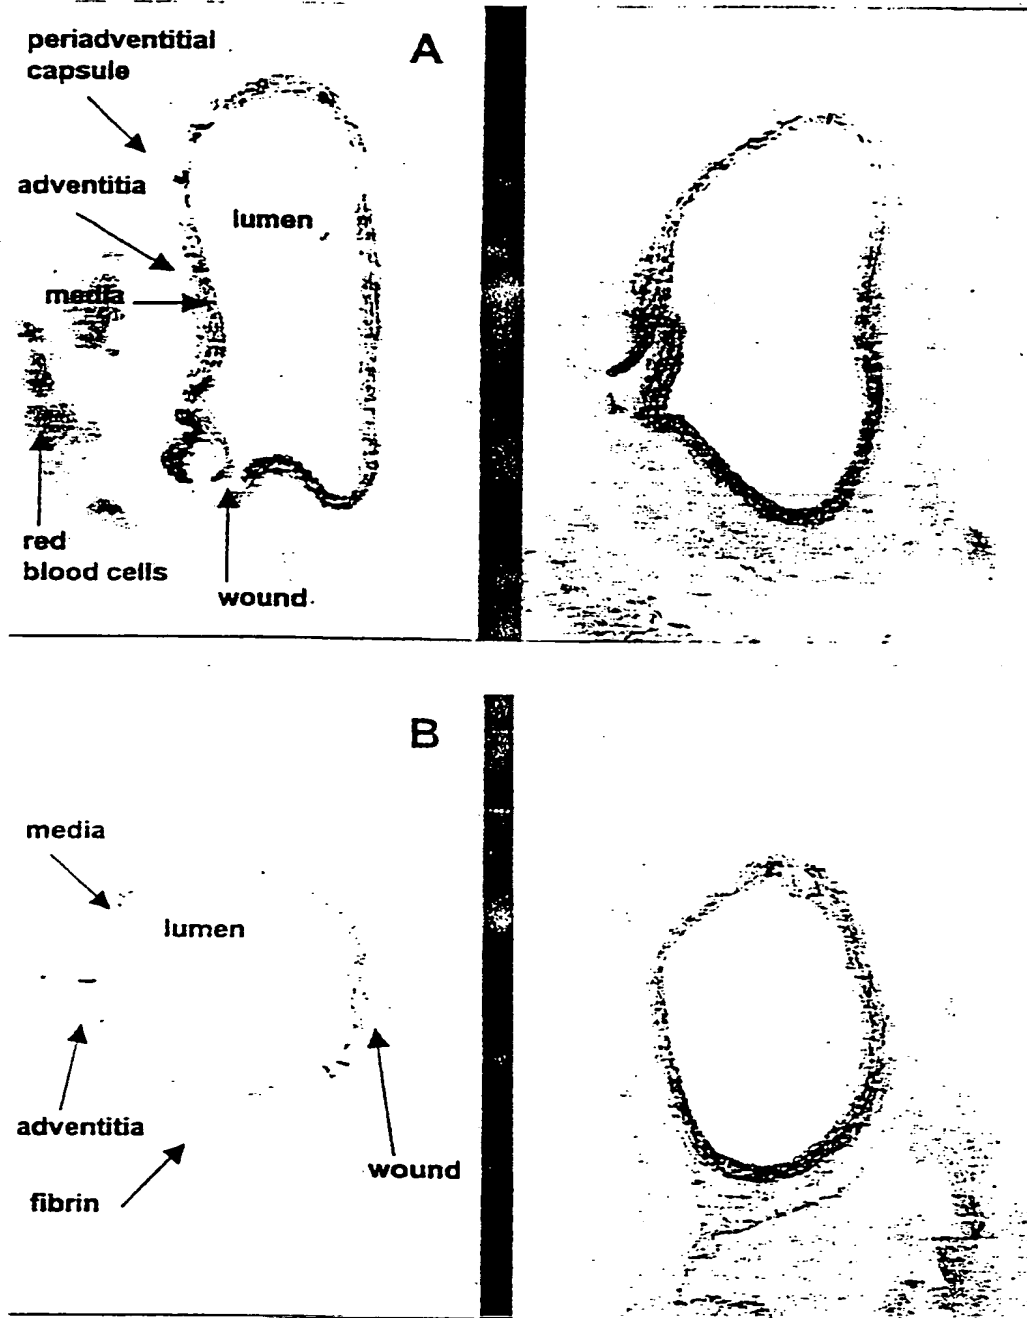 periadventitial
capsule
A
adventitia
lumen
media
red
blood cells
wound
B
media
lumen
adventitia
wound
fibrin